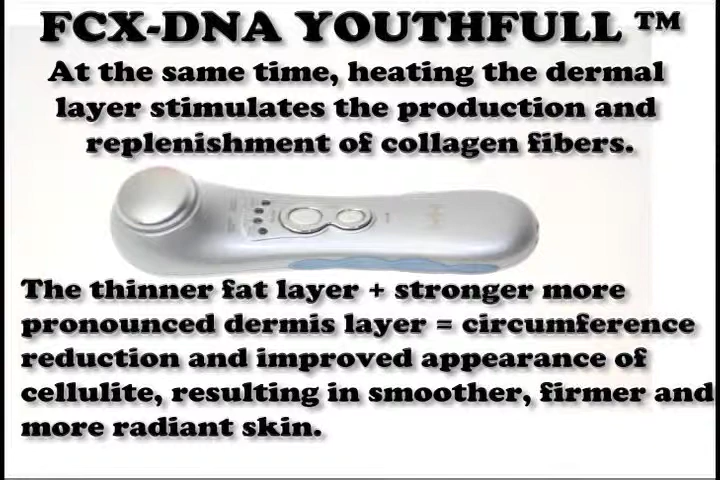 FCX-DNA YOUTHFULL ™
At the same time, heating the dermal
layer stimulates the production and
replenishment of collagen fibers.
The thinner fat layer + stronger more
pronounced dermis layer = circumference
reduction and improved appearance of
cellulite, resulting in smoother, firmer and
more radiant skin.